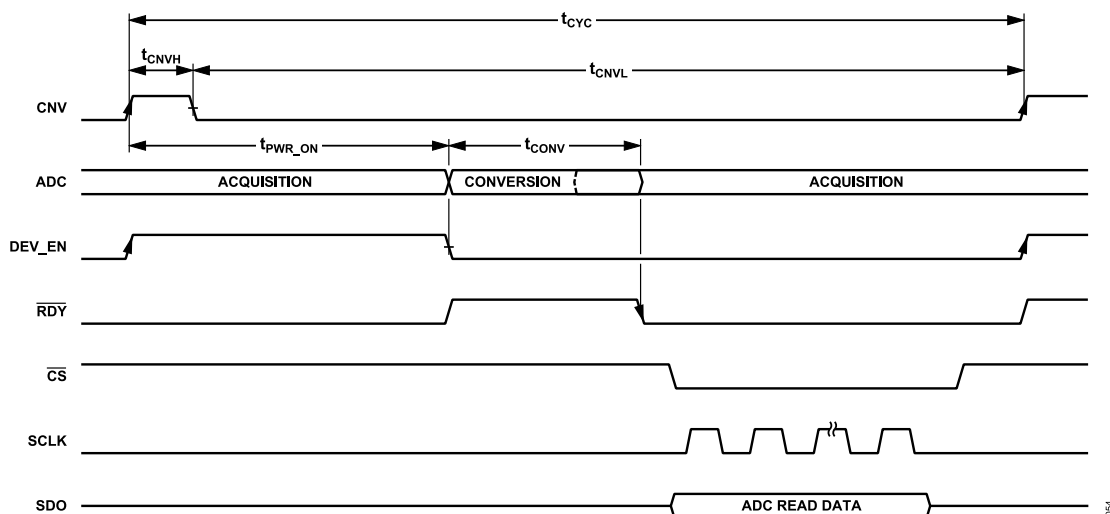 tCYC
tCNVH
tCNVL
CNV
tPWR_ON
tCONV
ADC
ACQUISITION
CONVERSION
ACQUISITION
DEV_EN
RDY
CS
SCLK
SDO
ADC READ DATA